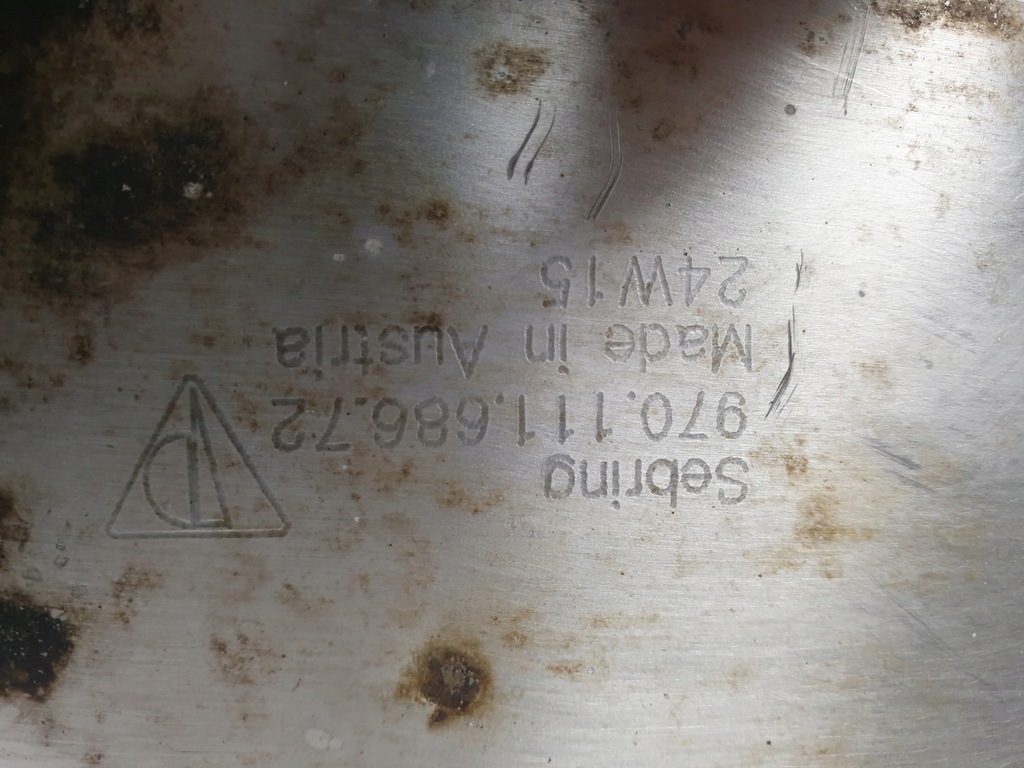 Sebring
970.111.686.72
Made in Austria
24W15